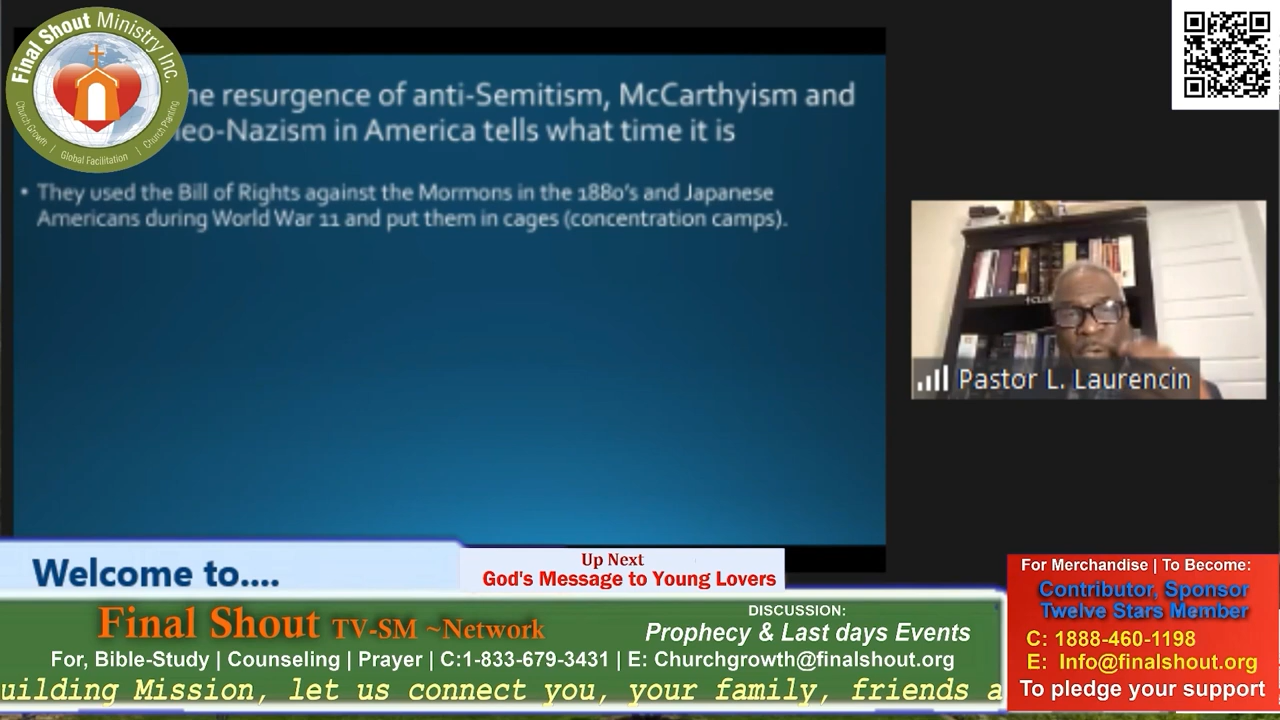 Final Shout Ministry Inc.
Church Growth | Global Facilitation | Church Planting
he resurgence of anti-Semitism, McCarthyism and
eo-Nazism in America tells what time it is
• They used the Bill of Rights against the Mormons in the 1880's and Japanese
Americans during World War 11 and put them in cages (concentration camps).
Pastor L. Laurencin
Welcome to....
Up Next
God's Message to Young Lovers
Final Shout TV-SM ~Network
DISCUSSION:
Prophecy & Last days Events
For, Bible-Study | Counseling | Prayer | C:1-833-679-3431 | E: Churchgrowth@finalshout.org
uilding Mission, let us connect you, your family, friends a
For Merchandise | To Become:
Contributor, Sponsor
Twelve Stars Member
C: 1888-460-1198
E: Info@finalshout.org
To pledge your support